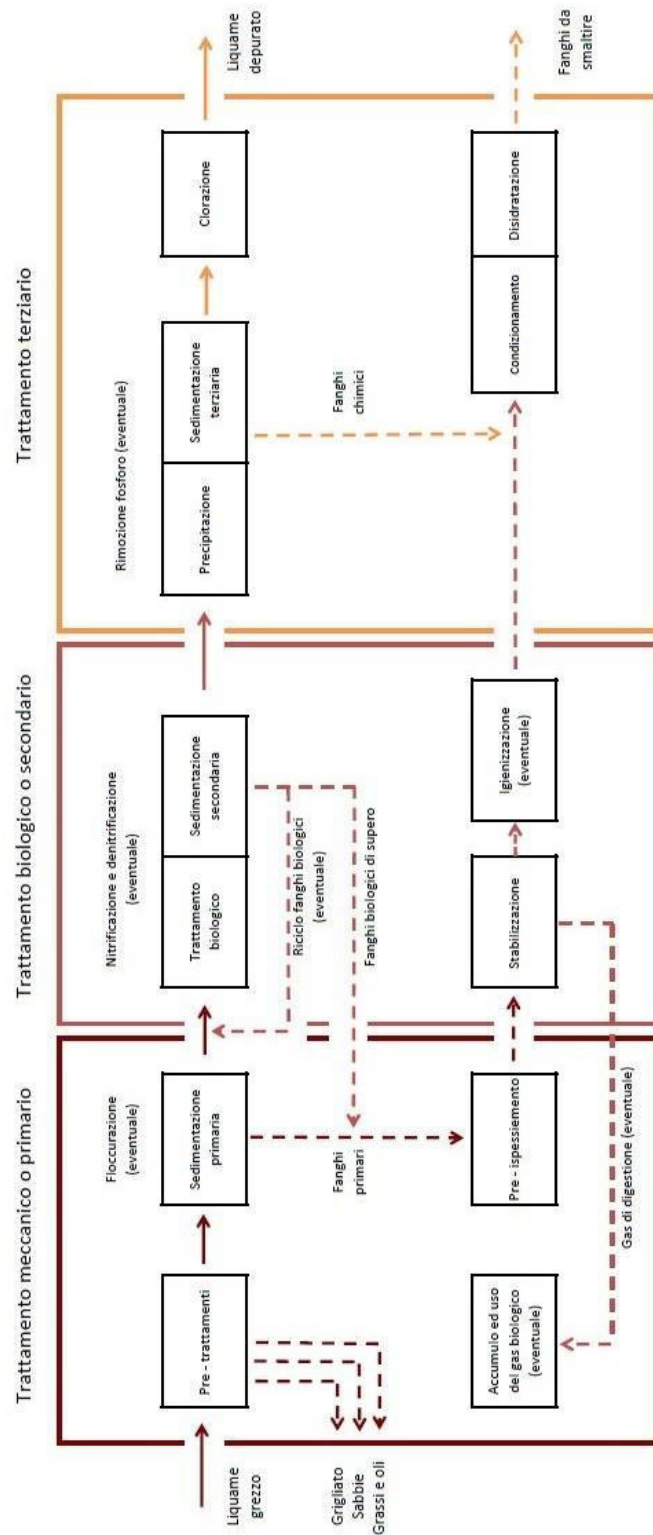 Trattamento meccanico o primario
Trattamento biologico o secondario
Trattamento terziario
Floccurazione
(eventuale)
Nitrificazione e denitrificazione
(eventuale)
Rimozione fosforo (eventuale)
Liquame
grezzo
Pre - trattamenti
Sedimentazione
primaria
Trattamento
biologico
Sedimentazione
secondaria
Precipitazione
Sedimentazione
terziaria
Clorazione
Liquame
depurato
Grigliato
Sabbie
Grassi e oli
Riciclo fanghi biologici
(eventuale)
Fanghi biologici di supero
Fanghi
primari
Fanghi
chimici
Accumulo ed uso
del gas biologico
(eventuale)
Pre - ispessiemento
Stabilizzazione
Igienizzazione
(eventuale)
Condizionamento
Disidratazione
Fanghi da
smaltire
Gas di digestione (eventuale)